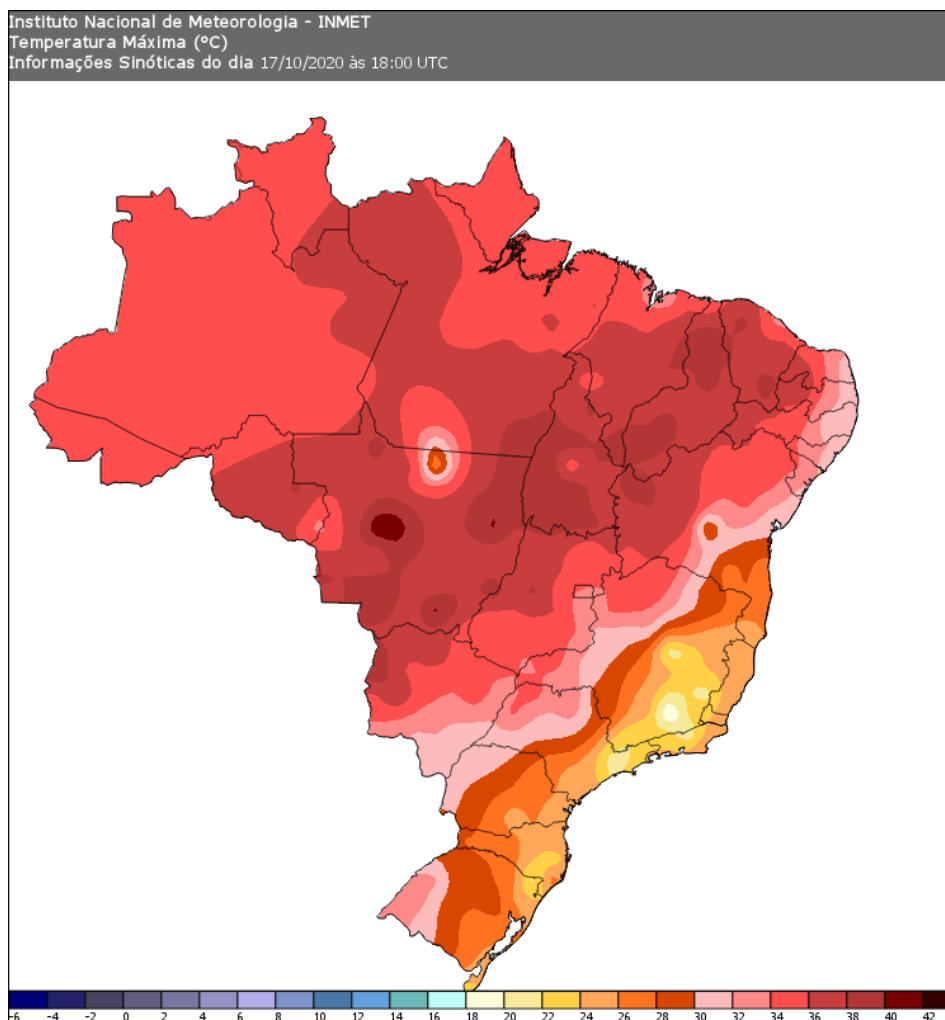 Instituto Nacional de Meteorologia - INMET
Temperatura Máxima (°C)
Informações Sinóticas do dia 17/10/2020 às 18:00 UTC
-6 -4 -2 0 2 4 6 8 10 12 14 16 18 20 22 24 26 28 30 32 34 36 38 40 42